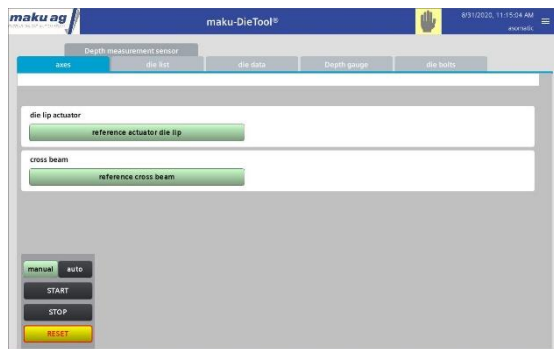 maku ag
maku-DieTool®
8/31/2020, 11:15:04 AM
Depth measurement sensor
axes
die list
die data
Depth gauge
die bolts
die lip actuator
reference actuator die lip
cross beam
reference cross beam
manual
auto
START
STOP
RESET